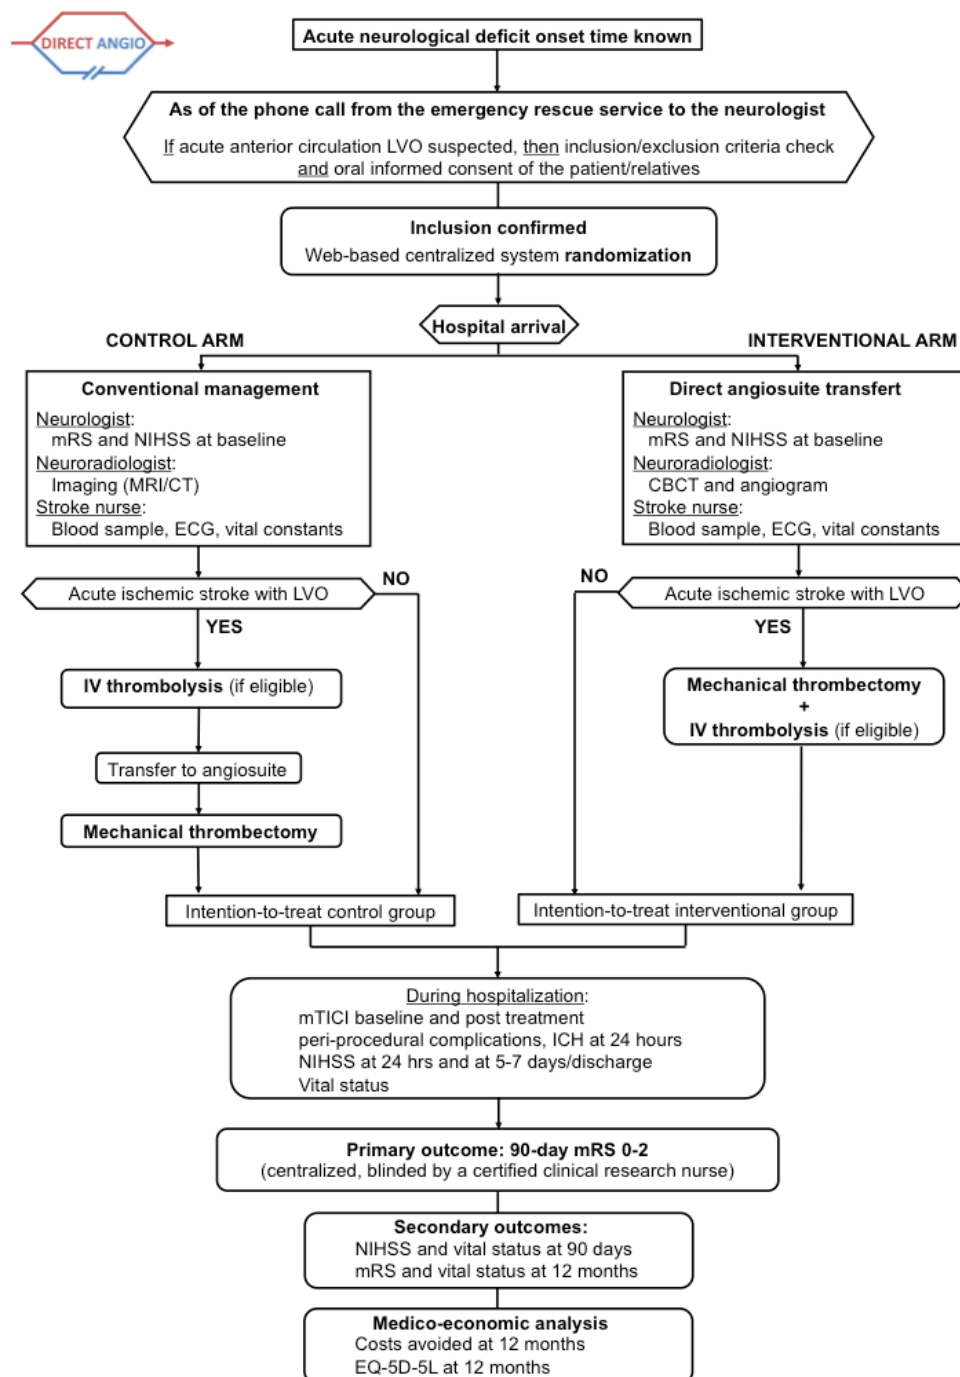 DIRECT ANGIO
Acute neurological deficit onset time known
As of the phone call from the emergency rescue service to the neurologist
If acute anterior circulation LVO suspected, then inclusion/exclusion criteria check
and oral informed consent of the patient/relatives
Inclusion confirmed
Web-based centralized system randomization
Hospital arrival
CONTROL ARM
Conventional management
Neurologist:
mRS and NIHSS at baseline
Neuroradiologist:
Imaging (MRI/CT)
Stroke nurse:
Blood sample, ECG, vital constants
Acute ischemic stroke with LVO
NO
YES
IV thrombolysis (if eligible)
Transfer to angiosuite
Mechanical thrombectomy
Intention-to-treat control group
INTERVENTIONAL ARM
Direct angiosuite transfert
Neurologist:
mRS and NIHSS at baseline
Neuroradiologist:
CBCT and angiogram
Stroke nurse:
Blood sample, ECG, vital constants
NO
Acute ischemic stroke with LVO
YES
Mechanical thrombectomy
+
IV thrombolysis (if eligible)
Intention-to-treat interventional group
During hospitalization:
mTICI baseline and post treatment
peri-procedural complications, ICH at 24 hours
NIHSS at 24 hrs and at 5-7 days/discharge
Vital status
Primary outcome: 90-day mRS 0-2
(centralized, blinded by a certified clinical research nurse)
Secondary outcomes:
NIHSS and vital status at 90 days
mRS and vital status at 12 months
Medico-economic analysis
Costs avoided at 12 months
EQ-5D-5L at 12 months